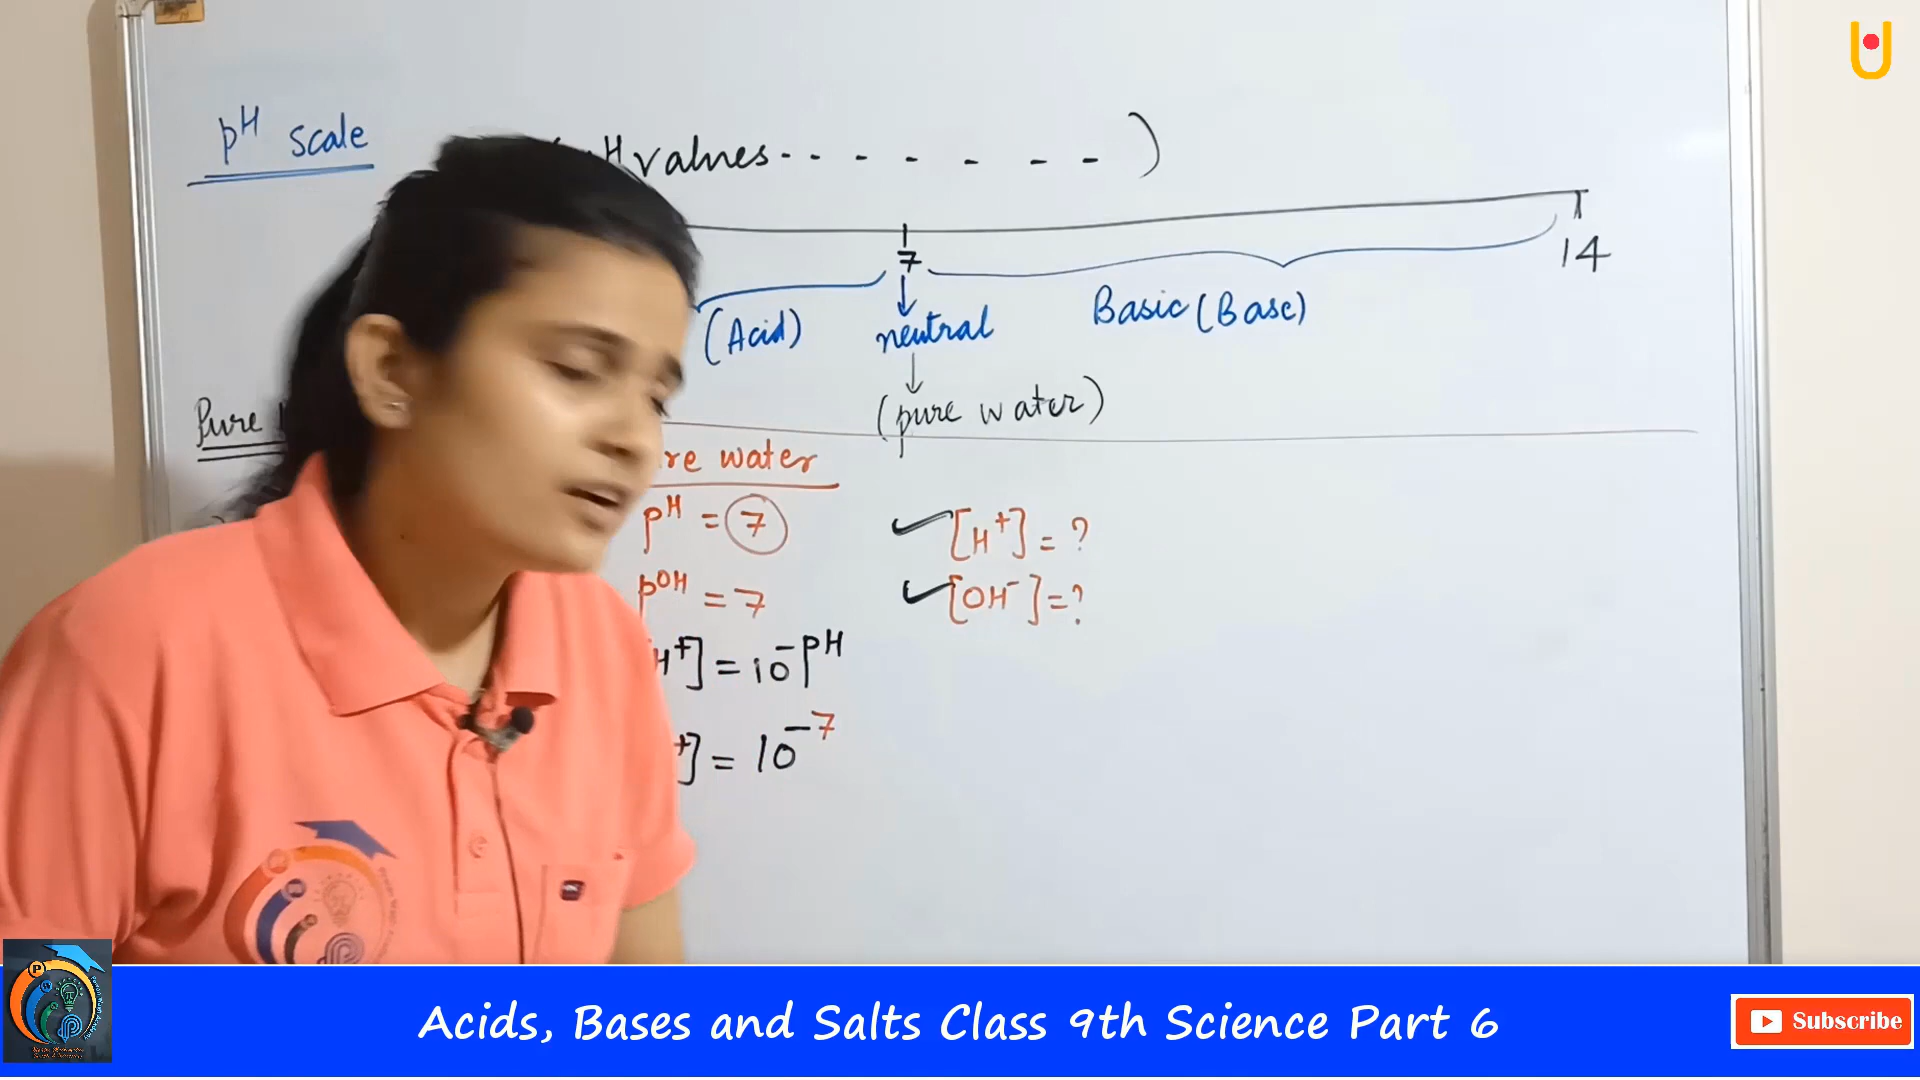 pH scale
H values-- - - - - - )
7
14
(Acid)
neutral
Basic (Base)
(pure water)
Pure
re water
pH = 7
[H+] = ?
pOH = 7
[OH-] = ?
H+] = 10-pH
+] = 10-7
Acids, Bases and Salts Class 9th Science Part 6
Subscribe